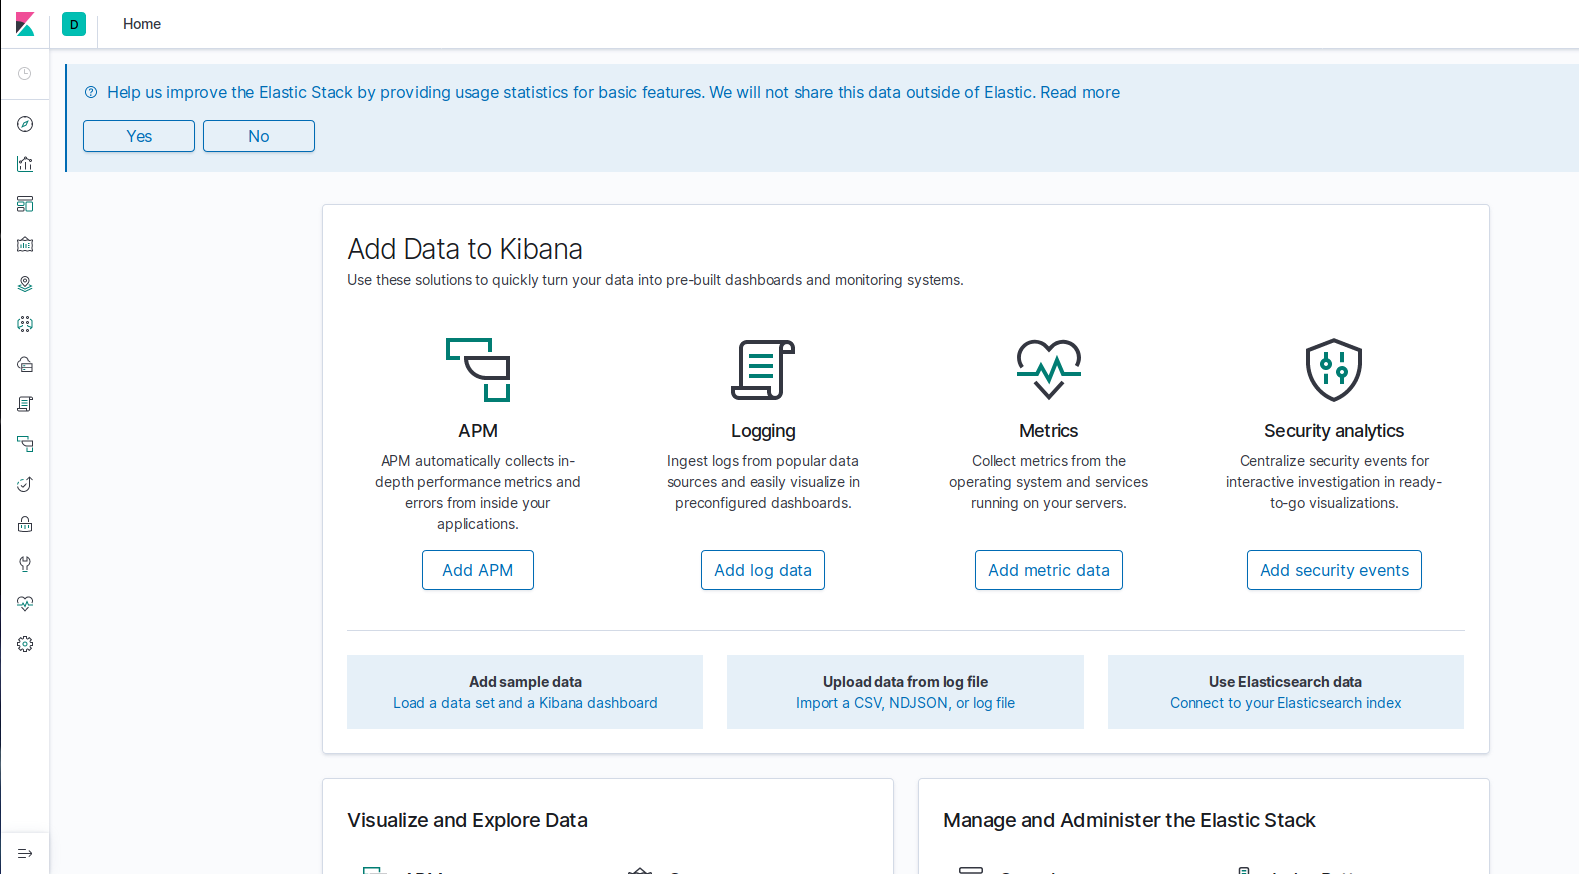 D
Home
Help us improve the Elastic Stack by providing usage statistics for basic features. We will not share this data outside of Elastic. Read more
Yes
No
Add Data to Kibana
Use these solutions to quickly turn your data into pre-built dashboards and monitoring systems.
APM
APM automatically collects in-
depth performance metrics and
errors from inside your
applications.
Add APM
Logging
Ingest logs from popular data
sources and easily visualize in
preconfigured dashboards.
Add log data
Metrics
Collect metrics from the
operating system and services
running on your servers.
Add metric data
Security analytics
Centralize security events for
interactive investigation in ready-
to-go visualizations.
Add security events
Add sample data
Load a data set and a Kibana dashboard
Upload data from log file
Import a CSV, NDJSON, or log file
Use Elasticsearch data
Connect to your Elasticsearch index
Visualize and Explore Data
Manage and Administer the Elastic Stack